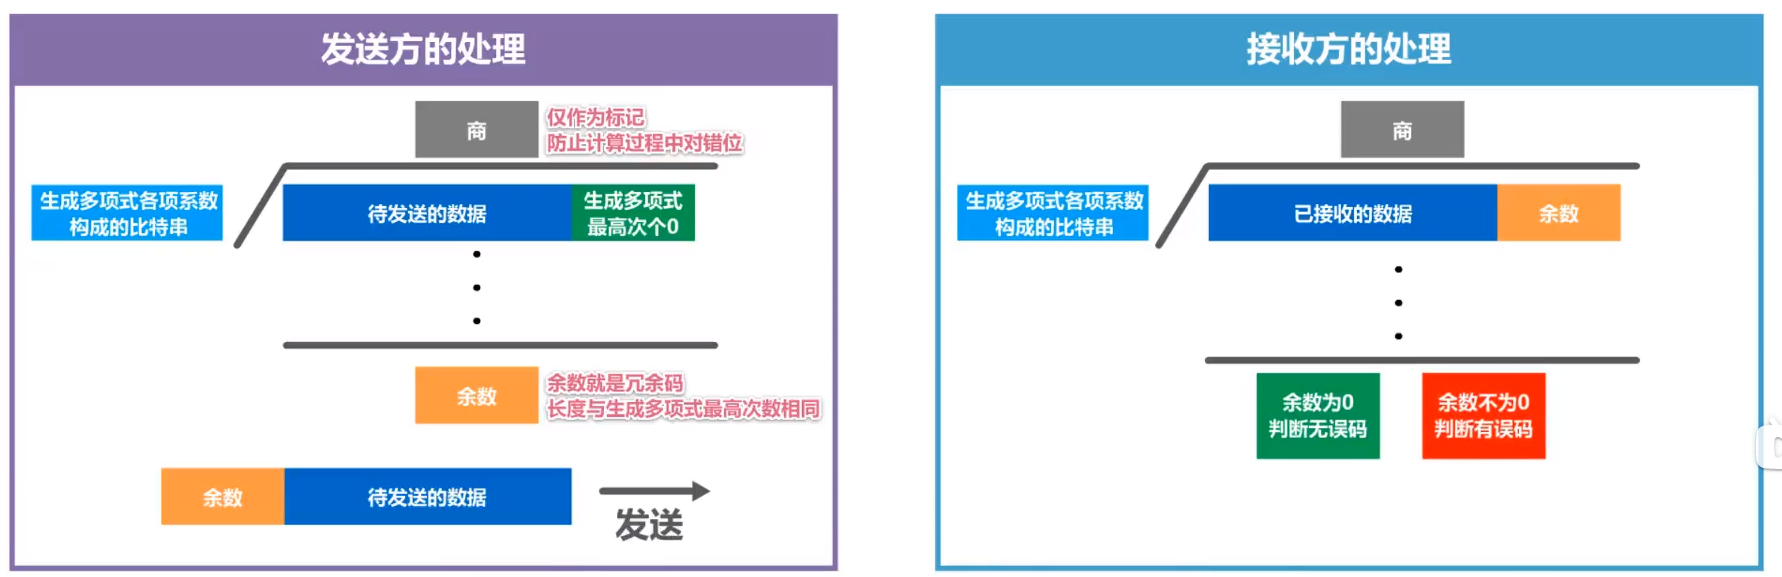 发送方的处理
商
仅作为标记
防止计算过程中对错位
生成多项式各项系数
构成的比特串
待发送的数据
生成多项式
最高次个0
余数
余数就是冗余码
长度与生成多项式最高次数相同
余数
待发送的数据
发送
接收方的处理
商
生成多项式各项系数
构成的比特串
已接收的数据
余数
余数为0
判断无误码
余数不为0
判断有误码